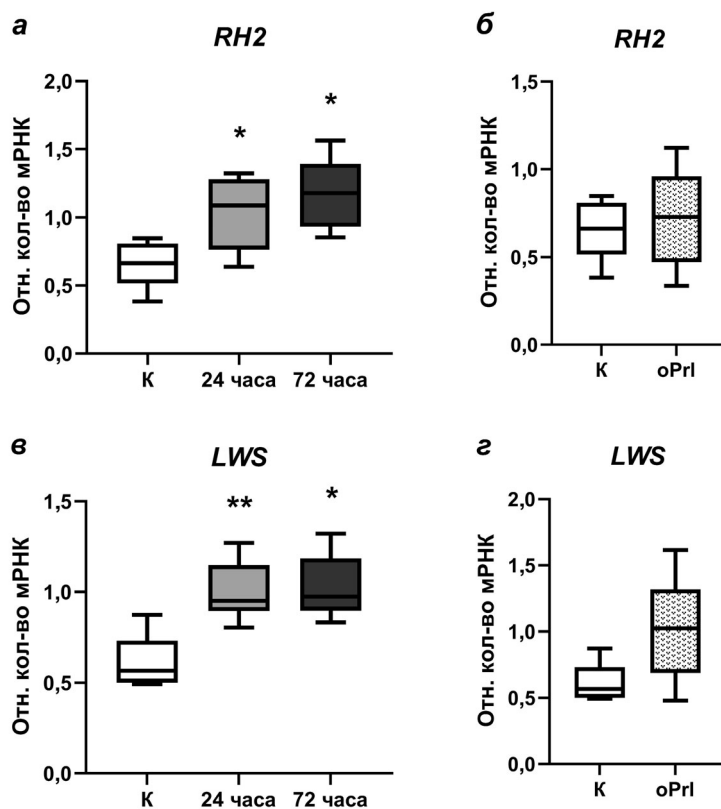 а
RH2
Отн. кол-во мРНК
2,0
1,5
1,0
0,5
0,0
*
*
К
24 часа
72 часа
б
RH2
Отн. кол-во мРНК
1,5
1,0
0,5
0,0
К
oPrl
в
LWS
Отн. кол-во мРНК
1,5
1,0
0,5
0,0
**
*
К
24 часа
72 часа
г
LWS
Отн. кол-во мРНК
2,0
1,5
1,0
0,5
0,0
К
oPrl